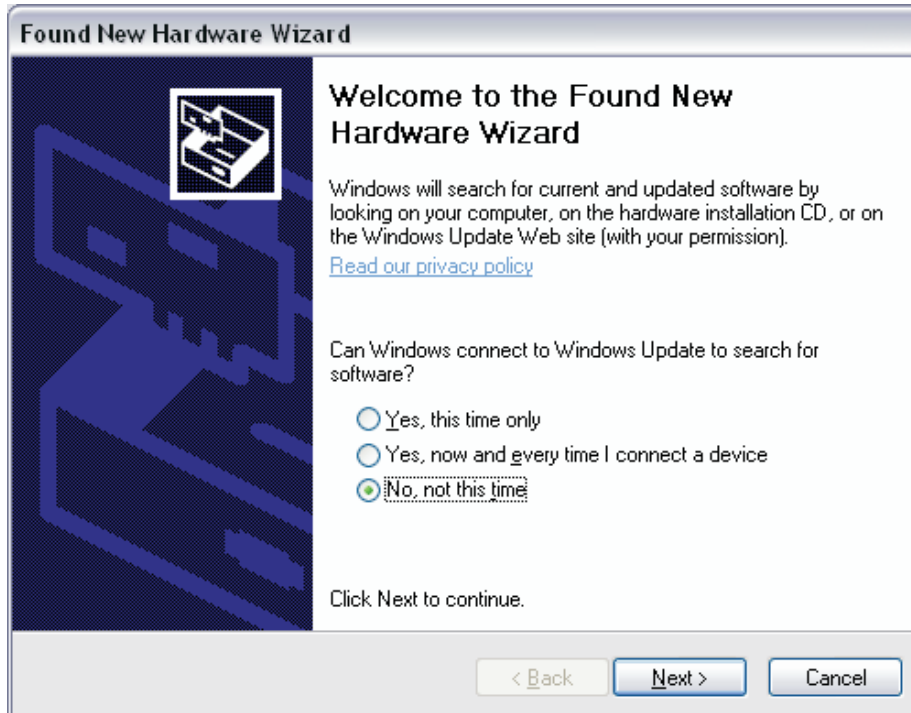 Found New Hardware Wizard
Welcome to the Found New
Hardware Wizard
Windows will search for current and updated software by
looking on your computer, on the hardware installation CD, or on
the Windows Update Web site (with your permission).
Read our privacy policy
Can Windows connect to Windows Update to search for
software?
Yes, this time only
Yes, now and every time I connect a device
No, not this time
Click Next to continue.
< Back
Next >
Cancel